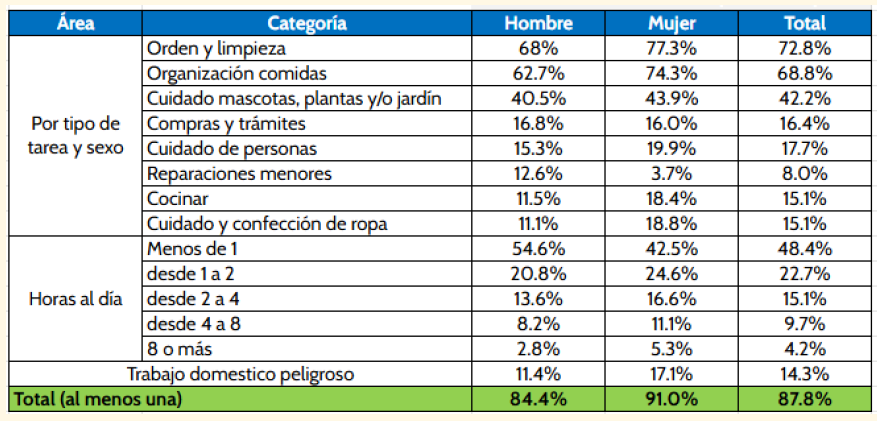 Área Categoría Hombre Mujer Total
Por tipo de tarea y sexo
Orden y limpieza 68% 77.3% 72.8%
Organización comidas 62.7% 74.3% 68.8%
Cuidado mascotas, plantas y/o jardín 40.5% 43.9% 42.2%
Compras y trámites 16.8% 16.0% 16.4%
Cuidado de personas 15.3% 19.9% 17.7%
Reparaciones menores 12.6% 3.7% 8.0%
Cocinar 11.5% 18.4% 15.1%
Cuidado y confección de ropa 11.1% 18.8% 15.1%
Horas al día
Menos de 1 54.6% 42.5% 48.4%
desde 1 a 2 20.8% 24.6% 22.7%
desde 2 a 4 13.6% 16.6% 15.1%
desde 4 a 8 8.2% 11.1% 9.7%
8 o más 2.8% 5.3% 4.2%
Trabajo domestico peligroso 11.4% 17.1% 14.3%
Total (al menos una) 84.4% 91.0% 87.8%